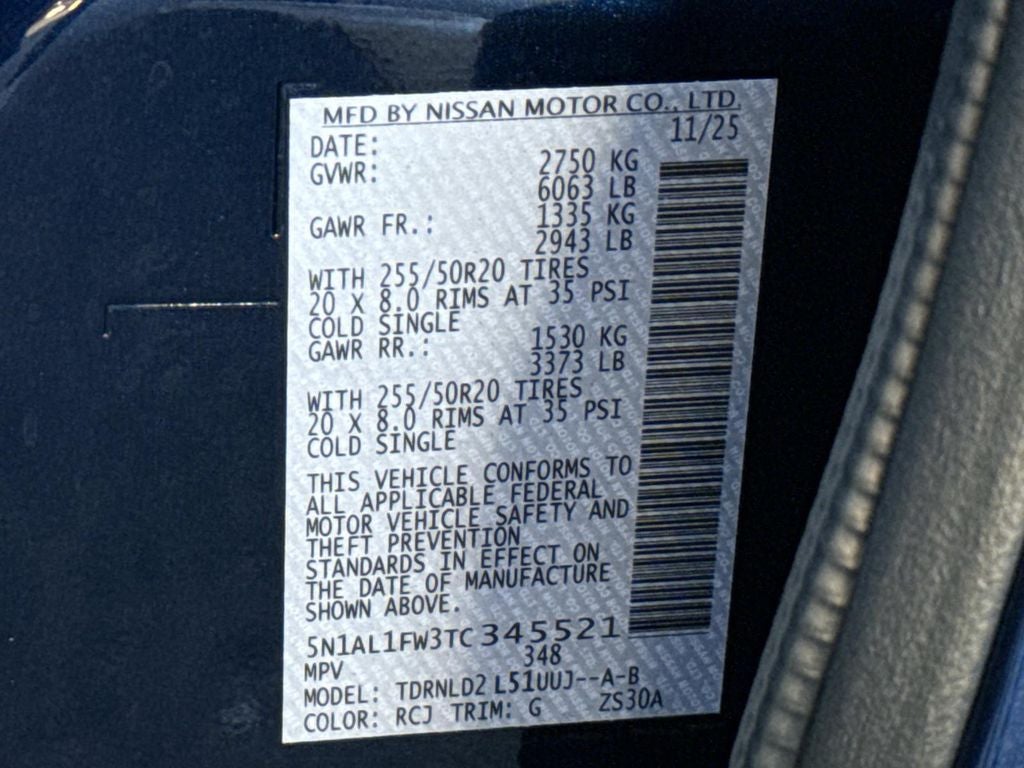 MFD BY NISSAN MOTOR CO., LTD.
DATE: 11/25
GVWR: 2750 KG
6063 LB
GAWR FR.: 1335 KG
2943 LB
WITH 255/50R20 TIRES
20 X 8.0 RIMS AT 35 PSI
COLD SINGLE
GAWR RR.: 1530 KG
3373 LB
WITH 255/50R20 TIRES
20 X 8.0 RIMS AT 35 PSI
COLD SINGLE
THIS VEHICLE CONFORMS TO
ALL APPLICABLE FEDERAL
MOTOR VEHICLE SAFETY AND
THEFT PREVENTION
STANDARDS IN EFFECT ON
THE DATE OF MANUFACTURE
SHOWN ABOVE.
5N1AL1FW3TC345521
MPV 348
MODEL: TDRNLD2 L51UUJ--A-B
COLOR: RCJ TRIM: G ZS30A